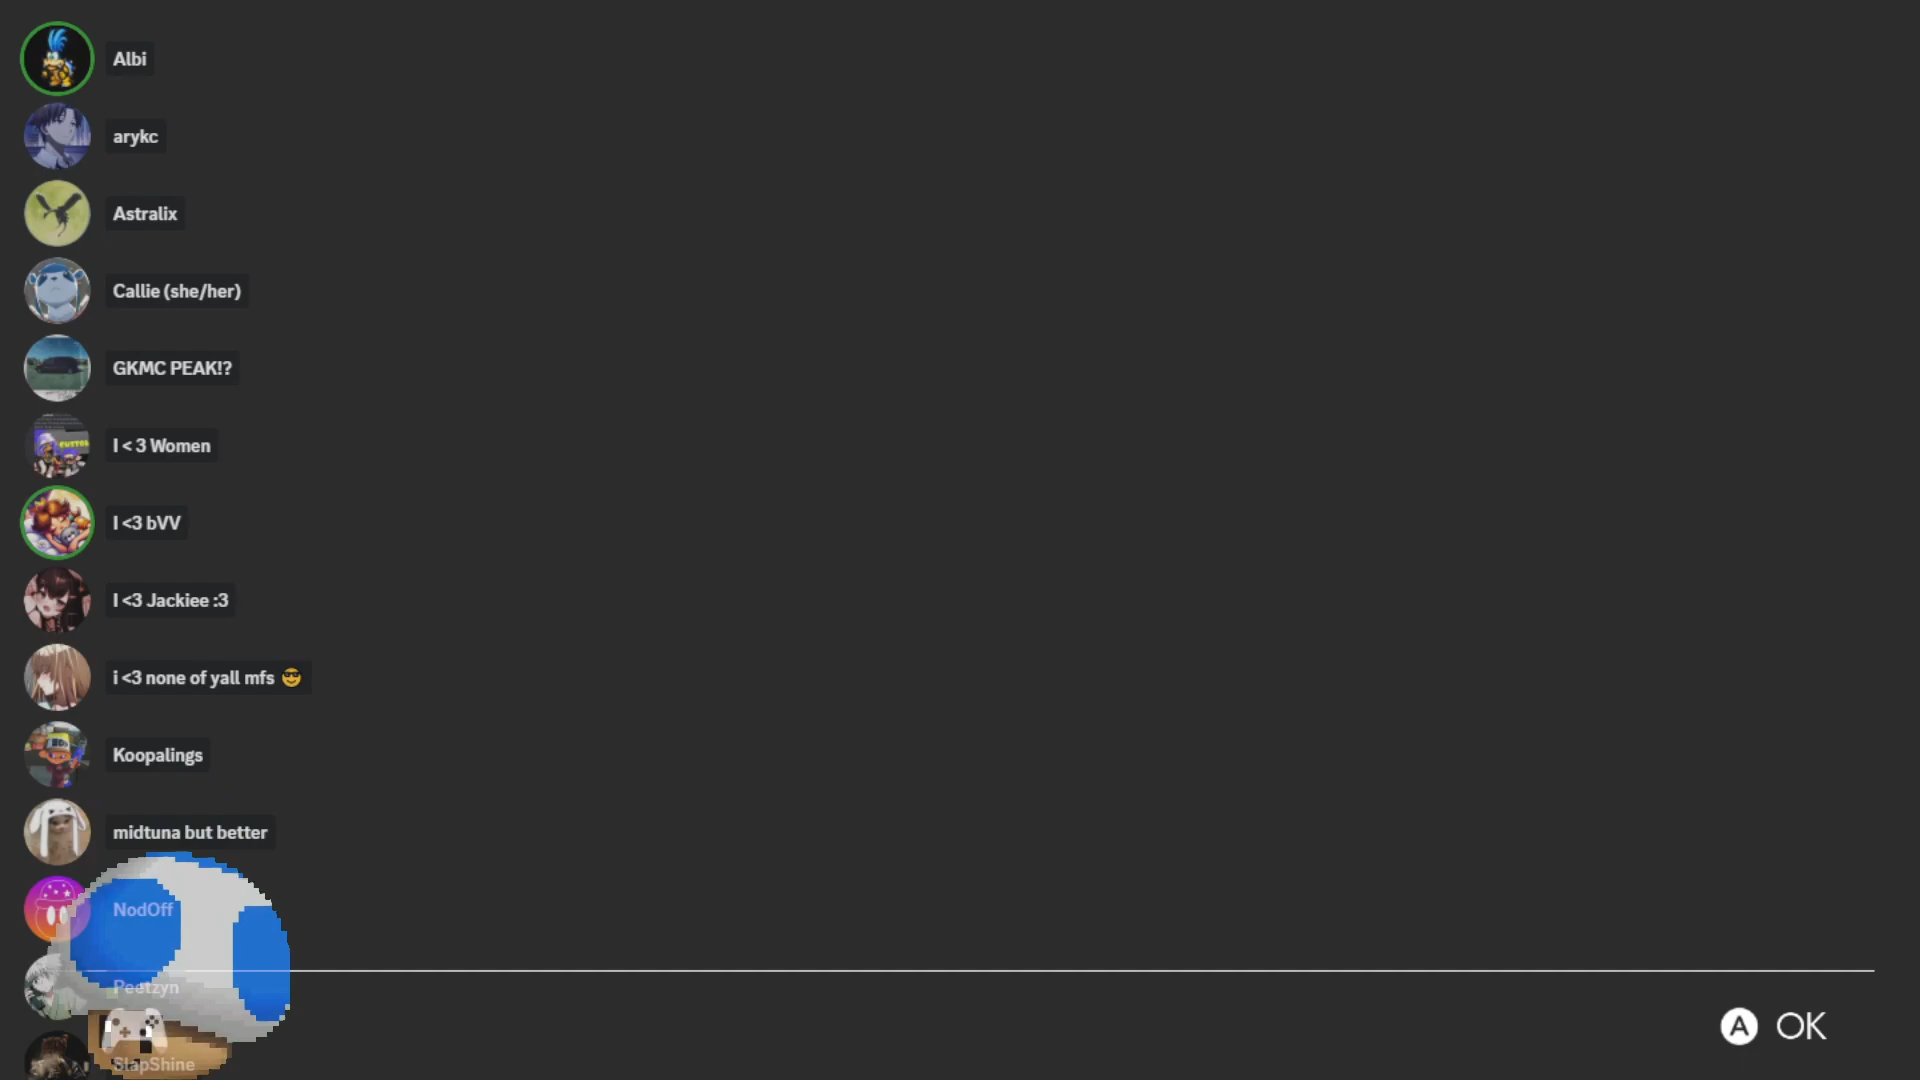 Albi
arykc
Astralix
Callie (she/her)
GKMC PEAK!?
I < 3 Women
I <3 bVV
I <3 Jackiee :3
i <3 none of yall mfs 😎
Koopalings
midtuna but better
NodOff
Peetzyn
SlapShine
A OK